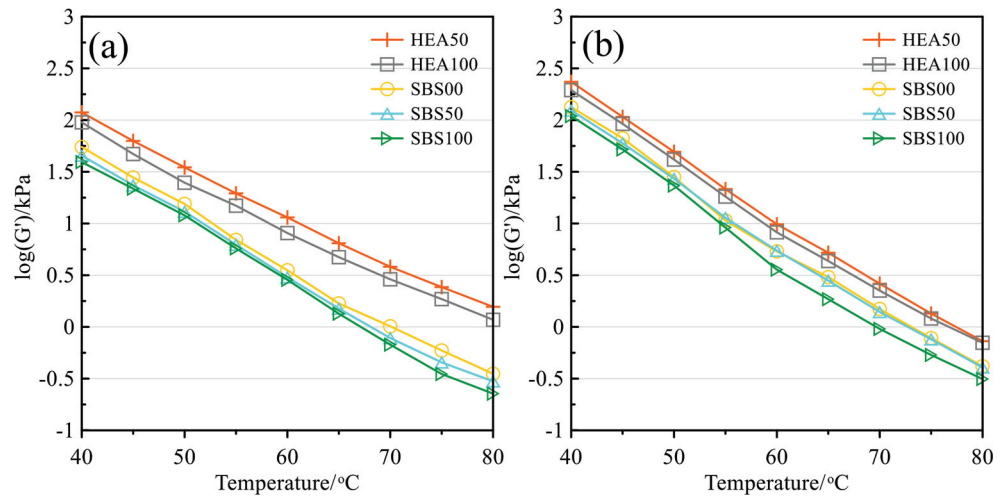 (a)
HEA50
HEA100
SBS00
SBS50
SBS100
3
2.5
2
1.5
1
0.5
0
-0.5
-1
log(G')/kPa
40
50
60
70
80
Temperature/°C
(b)
HEA50
HEA100
SBS00
SBS50
SBS100
3
2.5
2
1.5
1
0.5
0
-0.5
-1
log(G')/kPa
40
50
60
70
80
Temperature/°C